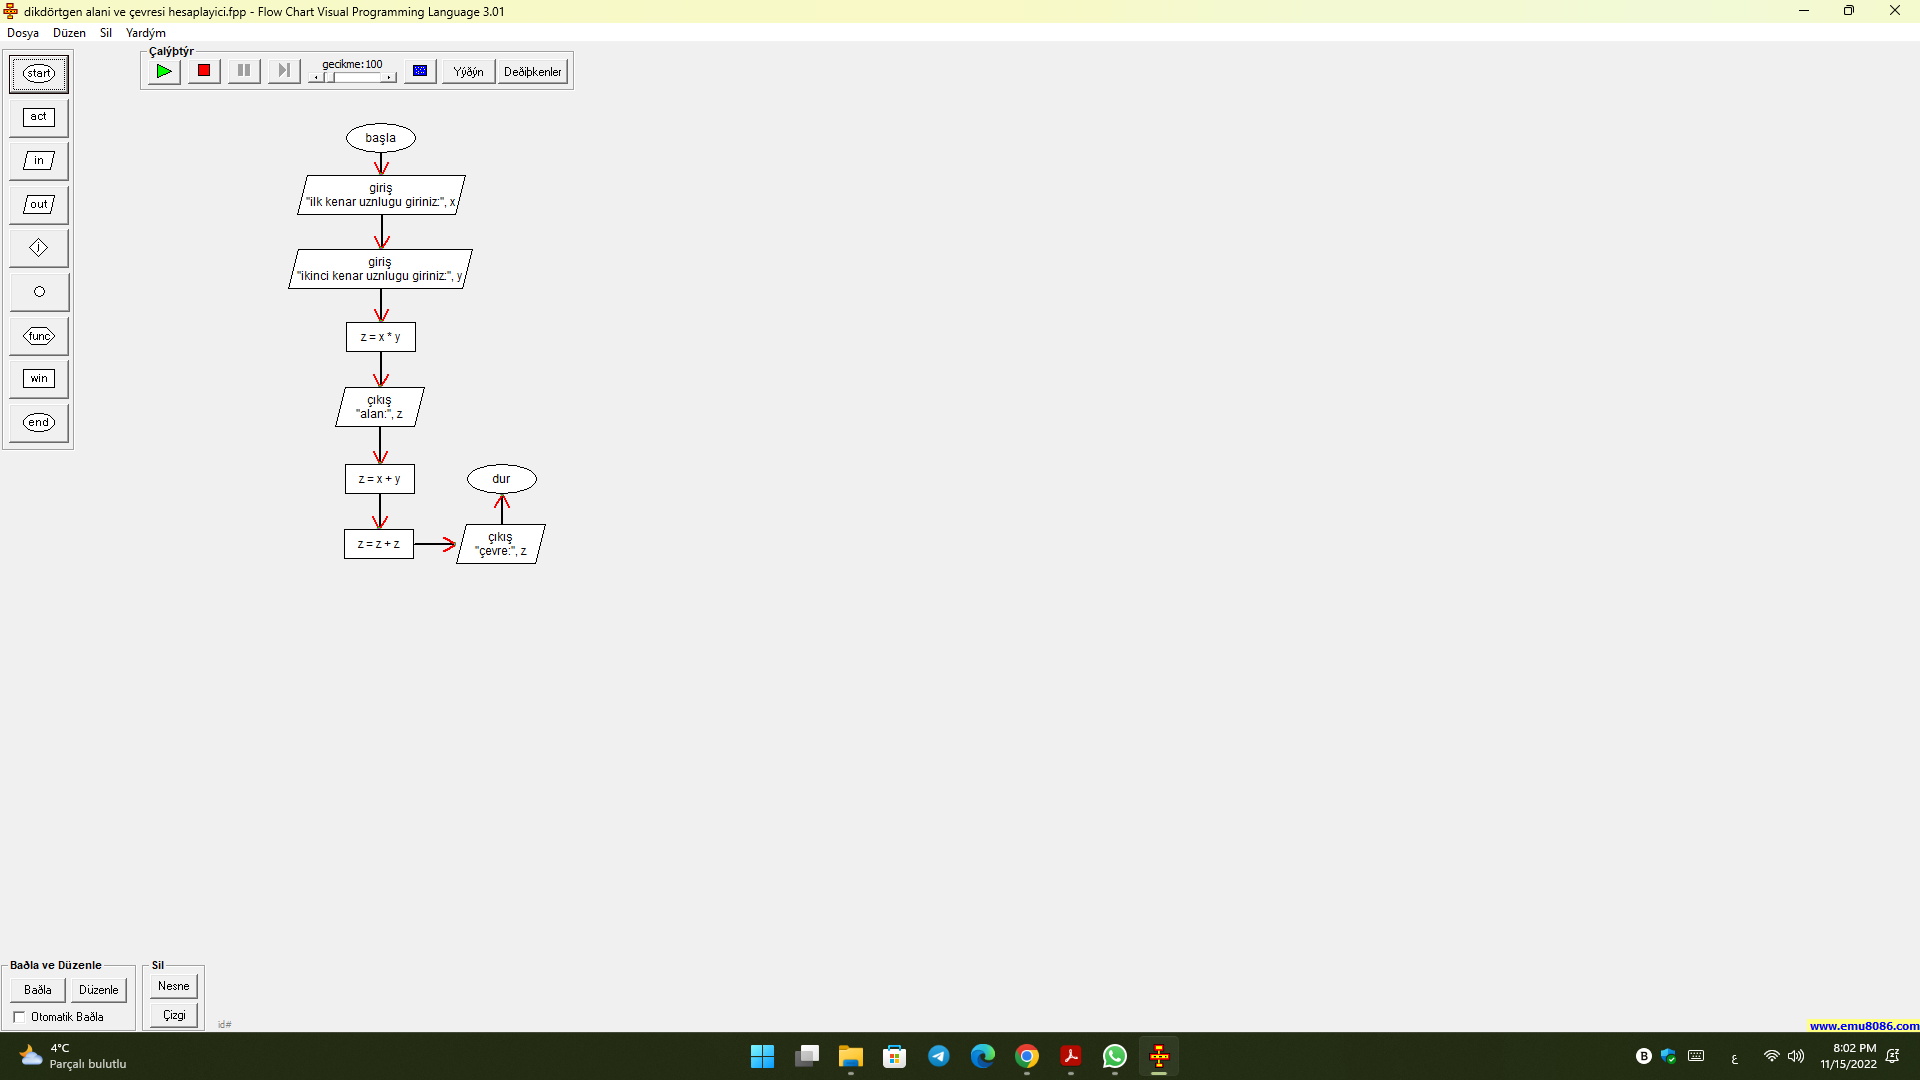 dikdörtgen alani ve çevresi hesaplayici.fpp - Flow Chart Visual Programming Language 3.01
Dosya Düzen Sil Yardým
Çalýþtýr
gecikme:100
Yýðýn
Deðiþkenler
start
act
in
out
j
func
win
end
başla
giriş
"ilk kenar uznlugu giriniz:", x
giriş
"ikinci kenar uznlugu giriniz:", y
z = x * y
çıkış
"alan:", z
z = x + y
z = z + z
çıkış
"çevre:", z
dur
Baðla ve Düzenle
Baðla
Düzenle
Otomatik Baðla
Sil
Nesne
Çizgi
id#
www.emu8086.com
4°C
Parçalı bulutlu
B
ع
8:02 PM
11/15/2022